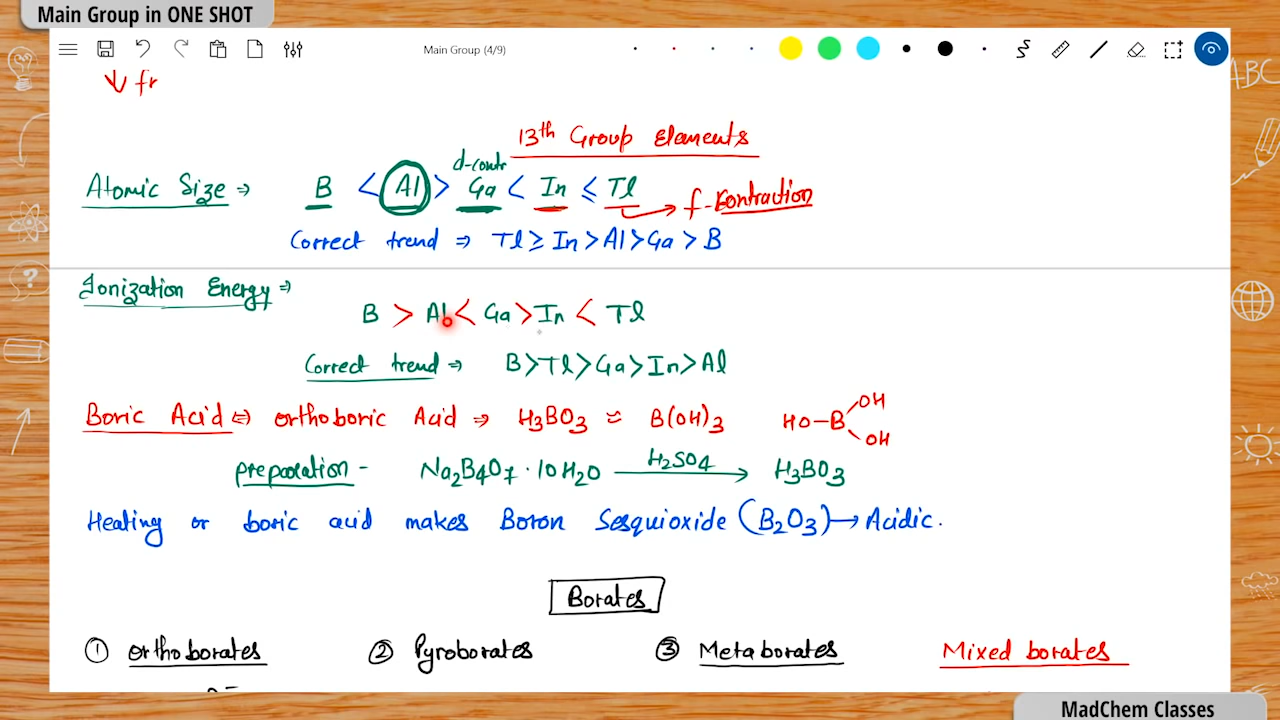 Main Group in ONE SHOT
Main Group (4/9)
↓ fr
13th Group Elements
d-contr
Atomic Size ⇒ B < Al > Ga < In ≤ Tl → f-contraction
Correct trend ⇒ Tl ≥ In > Al > Ga > B
Ionization Energy ⇒
B > Al < Ga > In < Tl
Correct trend ⇒ B > Tl > Ga > In > Al
Boric Acid ⇔ orthoboric Acid ⇒ H3BO3 ≈ B(OH)3 HO-B OH OH
preparation - Na2B4O7 · 10H2O H2SO4 → H3BO3
Heating or boric acid makes Boron Sesquioxide (B2O3) → Acidic.
Borates
① orthoborates ② Pyroborates ③ Metaborates Mixed borates
ABC
MadChem Classes